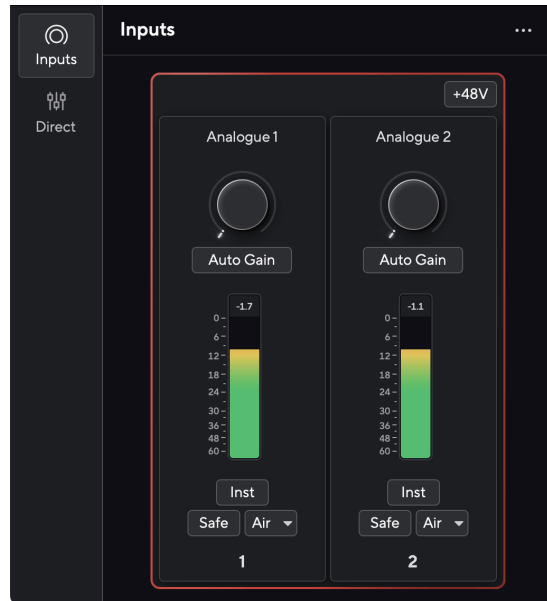 Inputs
Direct
Inputs
...
+48V
Analogue 1
Auto Gain
-1.7
0
6
12
18
24
30
36
48
60
Inst
Safe
Air
1
Analogue 2
Auto Gain
-1.1
0
6
12
18
24
30
36
48
60
Inst
Safe
Air
2